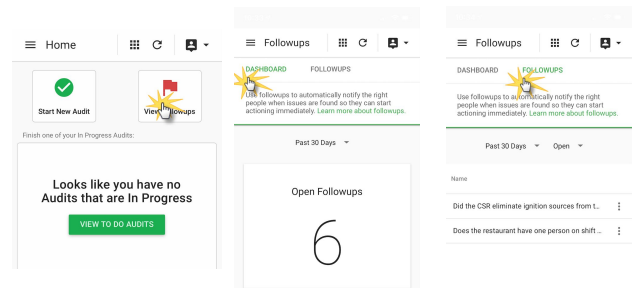 Home
Start New Audit
View Followups
Finish one of your In Progress Audits:
Looks like you have no
Audits that are In Progress
VIEW TO DO AUDITS
Followups
DASHBOARD FOLLOWUPS
Use followups to automatically notify the right
people when issues are found so they can start
actioning immediately. Learn more about followups.
Past 30 Days
Open Followups
6
Followups
DASHBOARD FOLLOWUPS
Use followups to automatically notify the right
people when issues are found so they can start
actioning immediately. Learn more about followups.
Past 30 Days Open
Name
Did the CSR eliminate ignition sources from t...
Does the restaurant have one person on shift ...